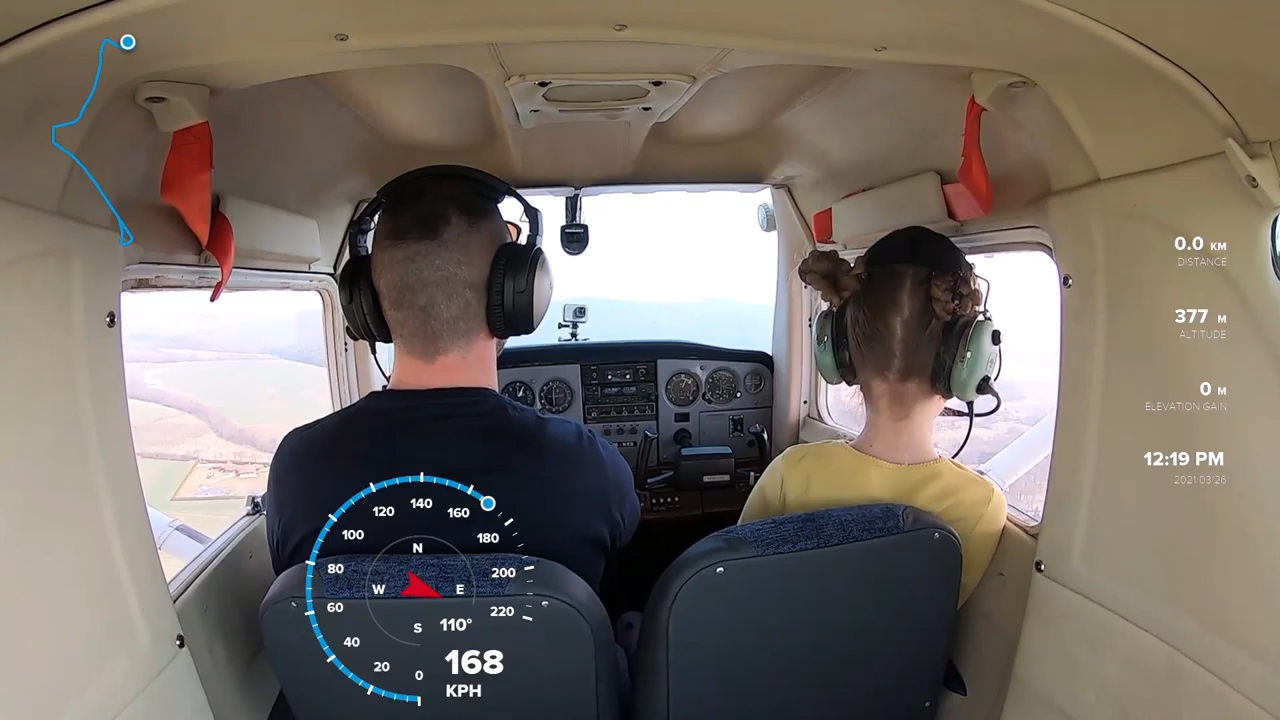 0.0 KM
DISTANCE
377 M
ALTITUDE
0 M
ELEVATION GAIN
12:19 PM
2021 03 26
0
20
40
60
80
100
120
140
160
180
200
220
N
W
E
S
110°
168
KPH